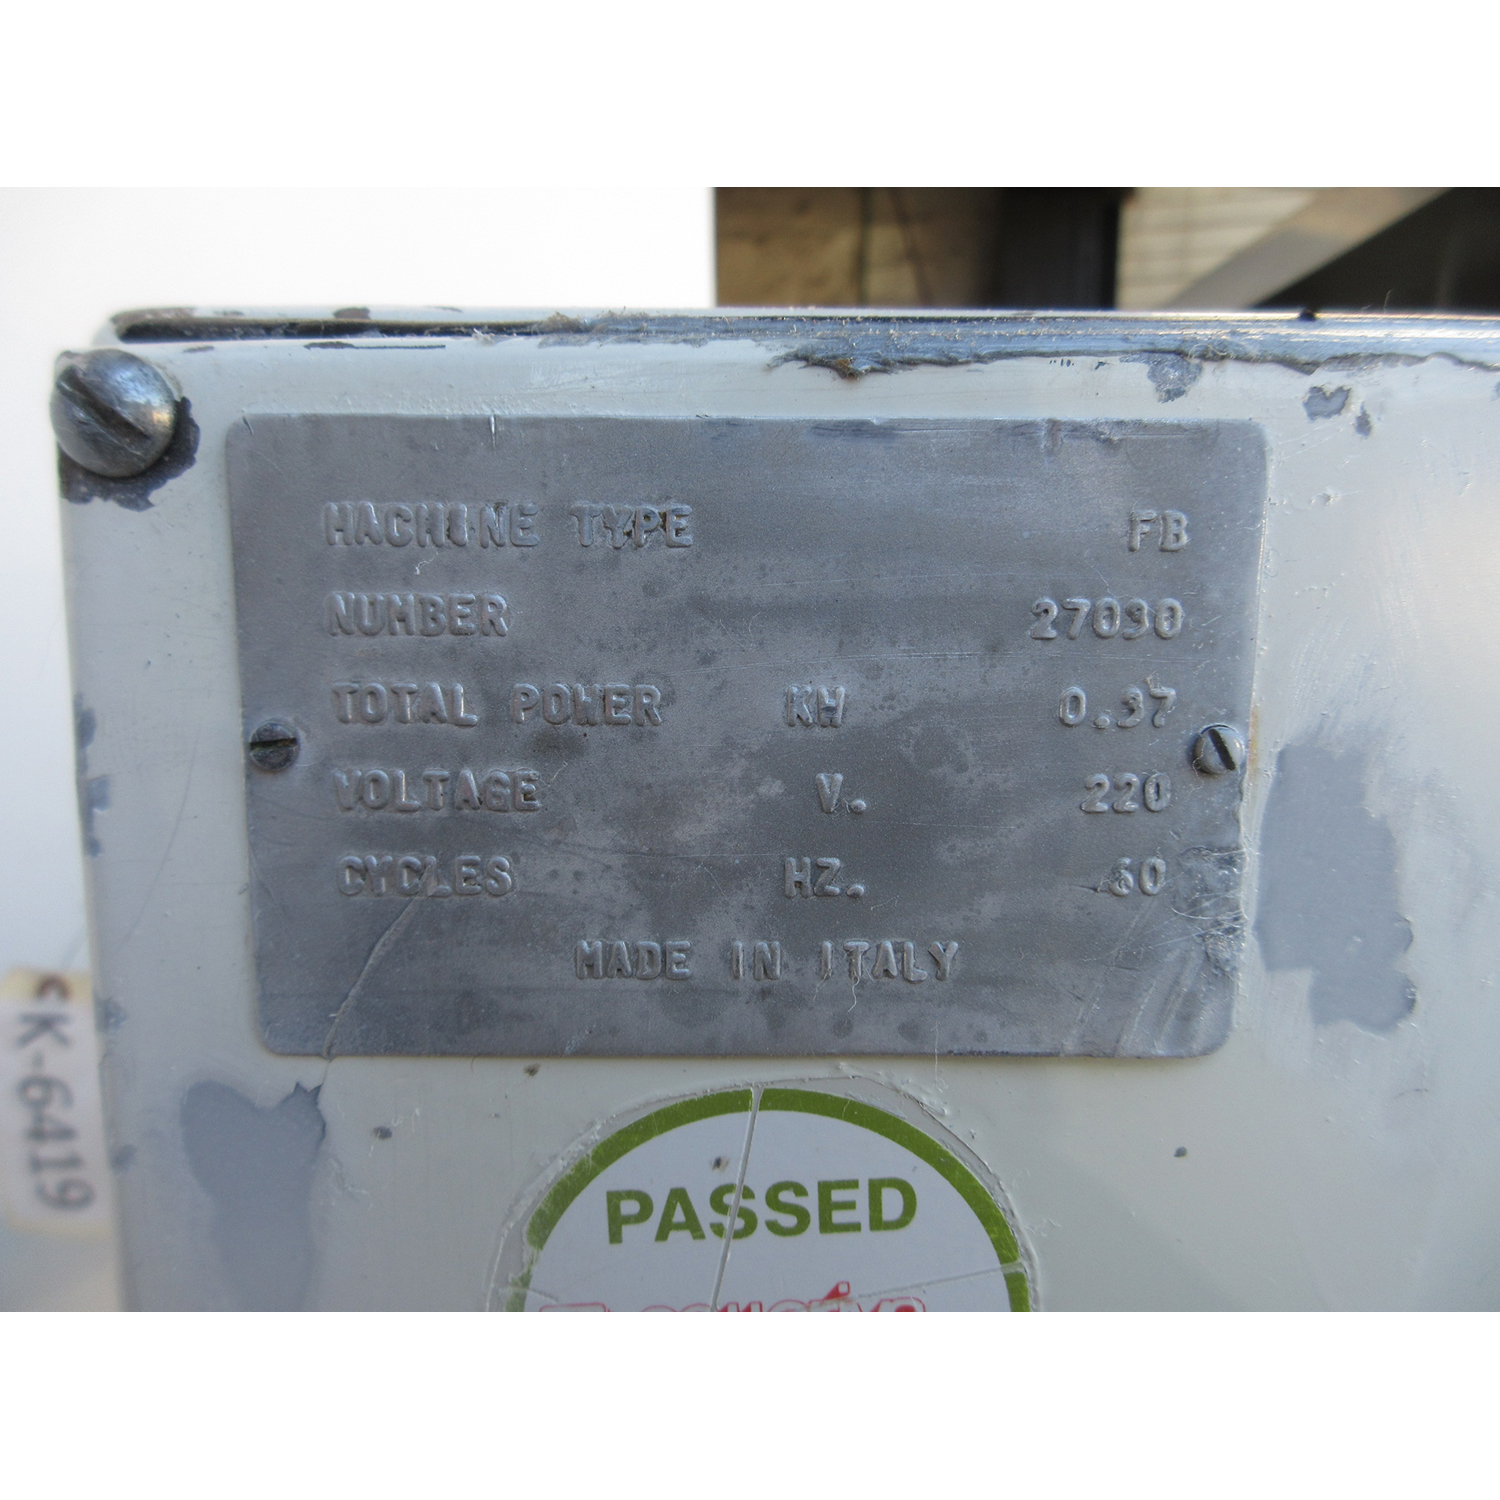 MACHINE TYPE FB
NUMBER 27090
TOTAL POWER KW 0.37
VOLTAGE V. 220
CYCLES HZ. 60
MADE IN ITALY
PASSED
K-6419